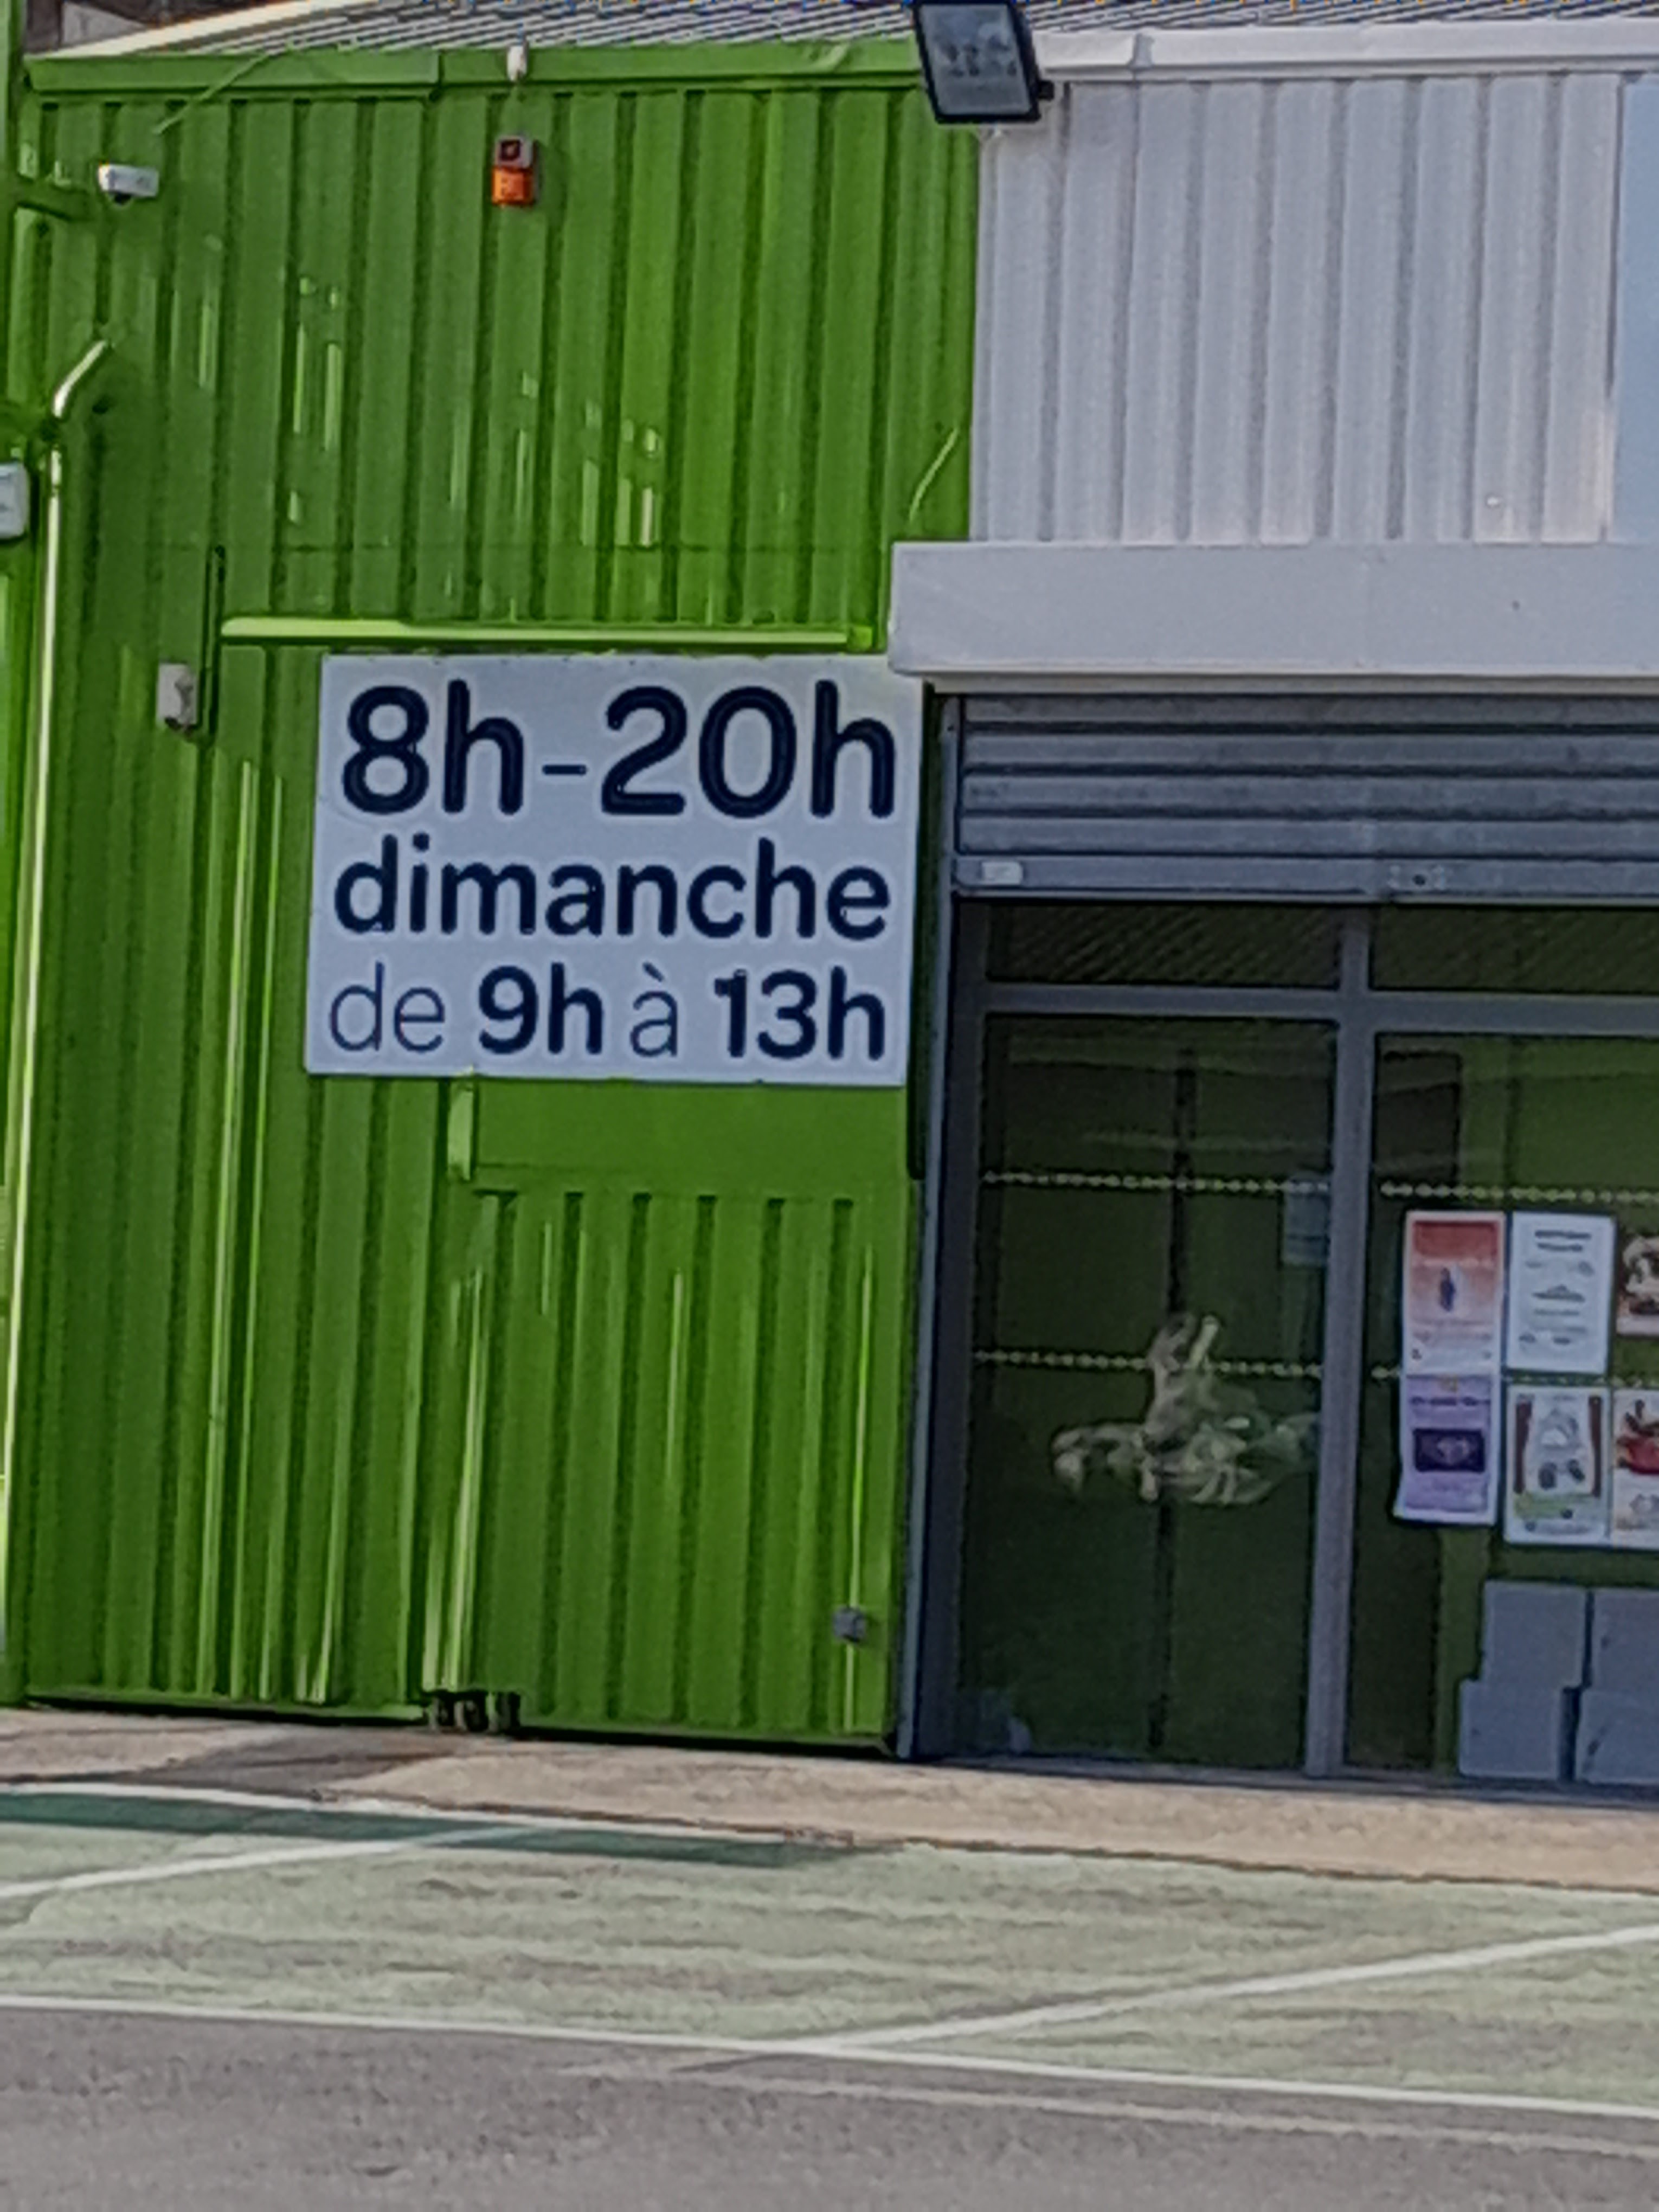 8h-20h
dimanche
de 9h à 13h